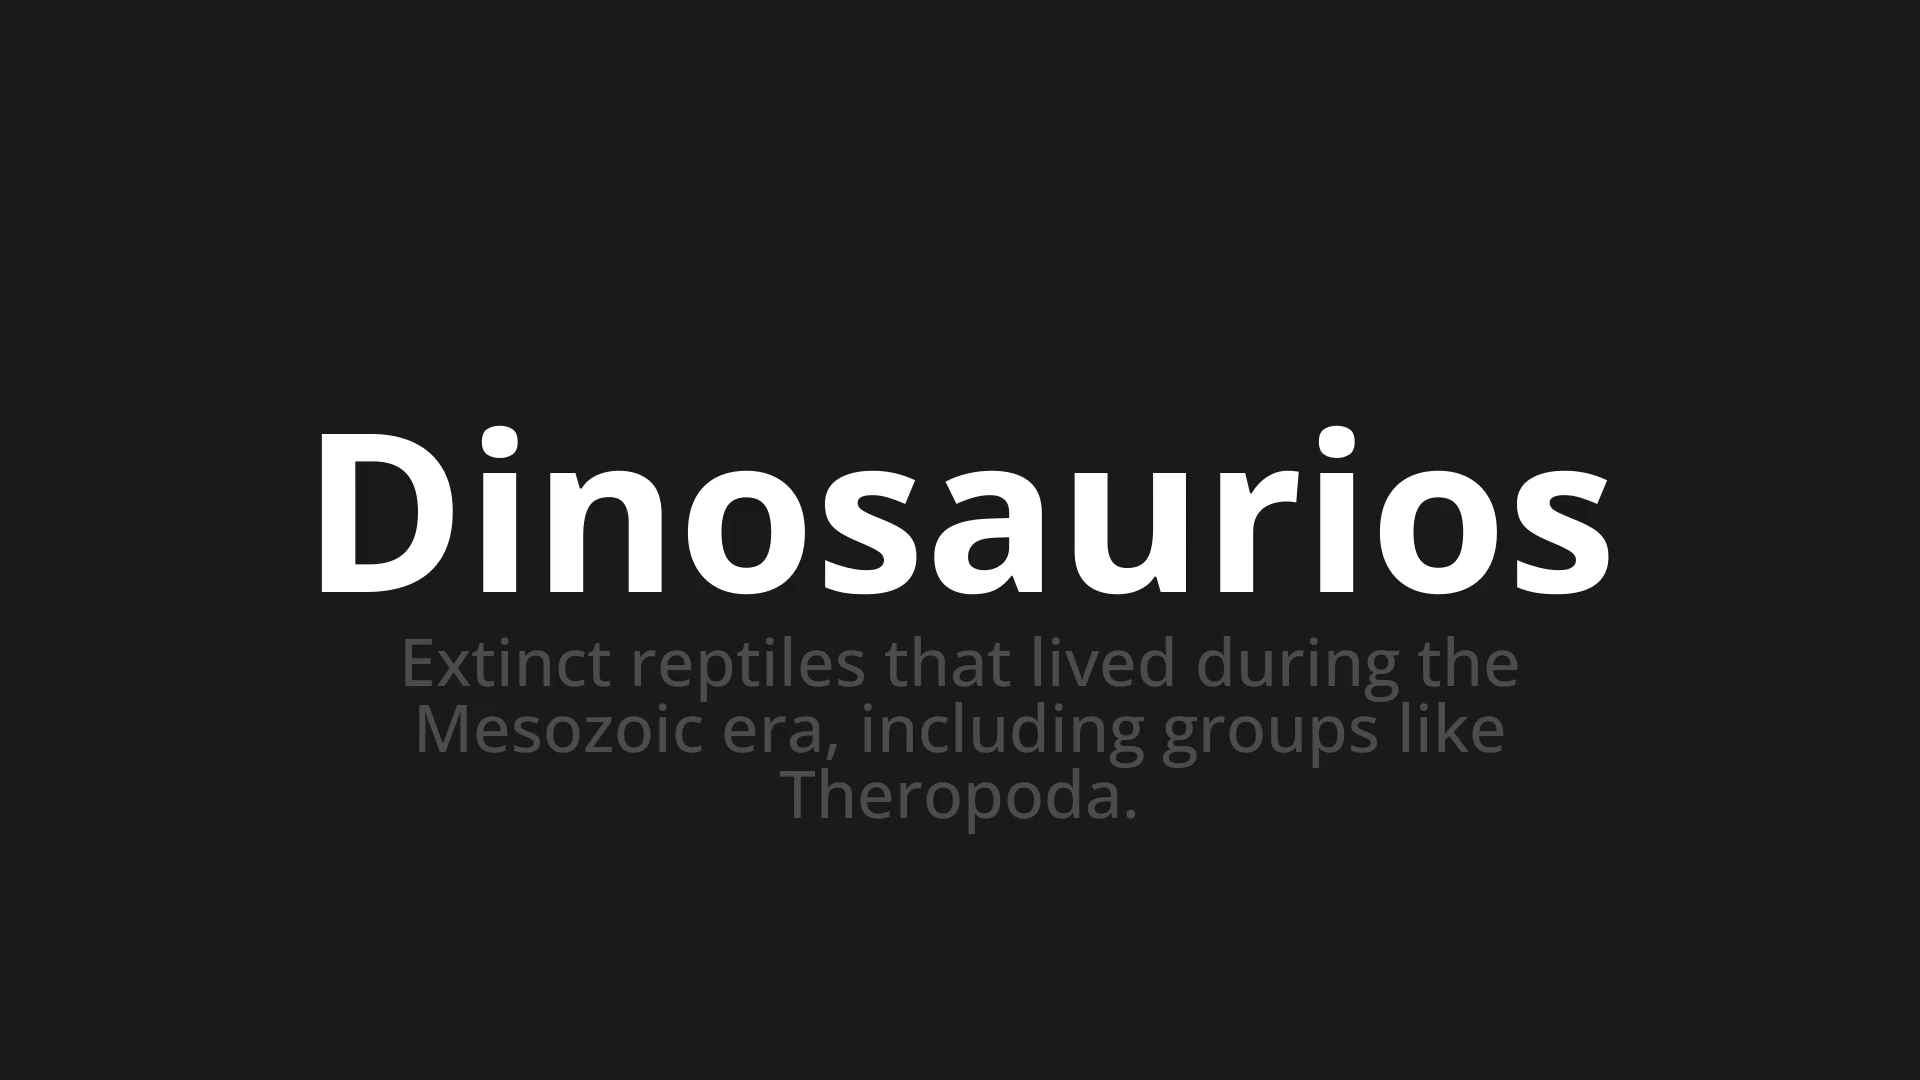 Dinosaurios
Extinct reptiles that lived during the
Mesozoic era, including groups like
Theropoda.